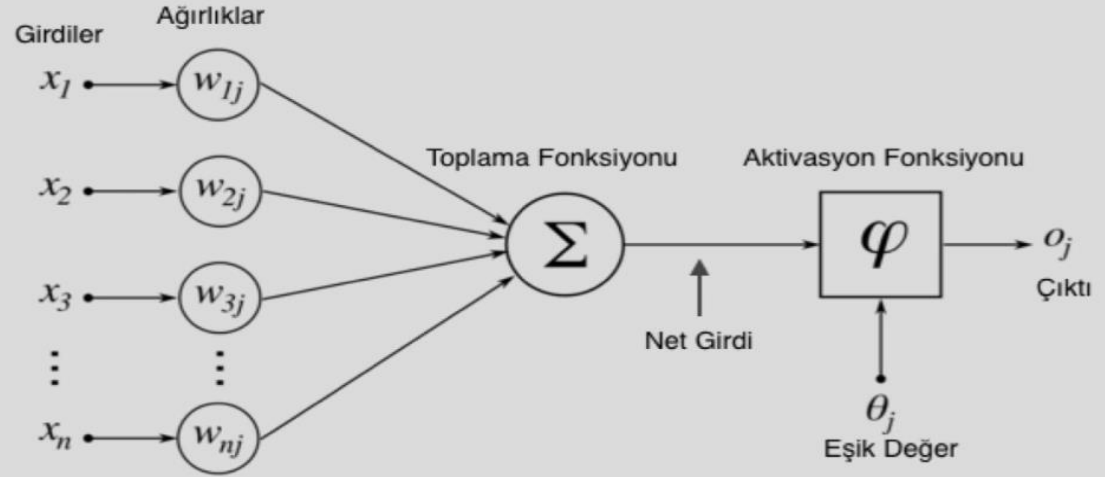 Girdiler
Ağırlıklar
x₁
w₁ⱼ
x₂
w₂ⱼ
x₃
w₃ⱼ
⋮
⋮
xₙ
wₙⱼ
Toplama Fonksiyonu
Σ
Net Girdi
Aktivasyon Fonksiyonu
φ
oⱼ
Çıktı
θⱼ
Eşik Değer